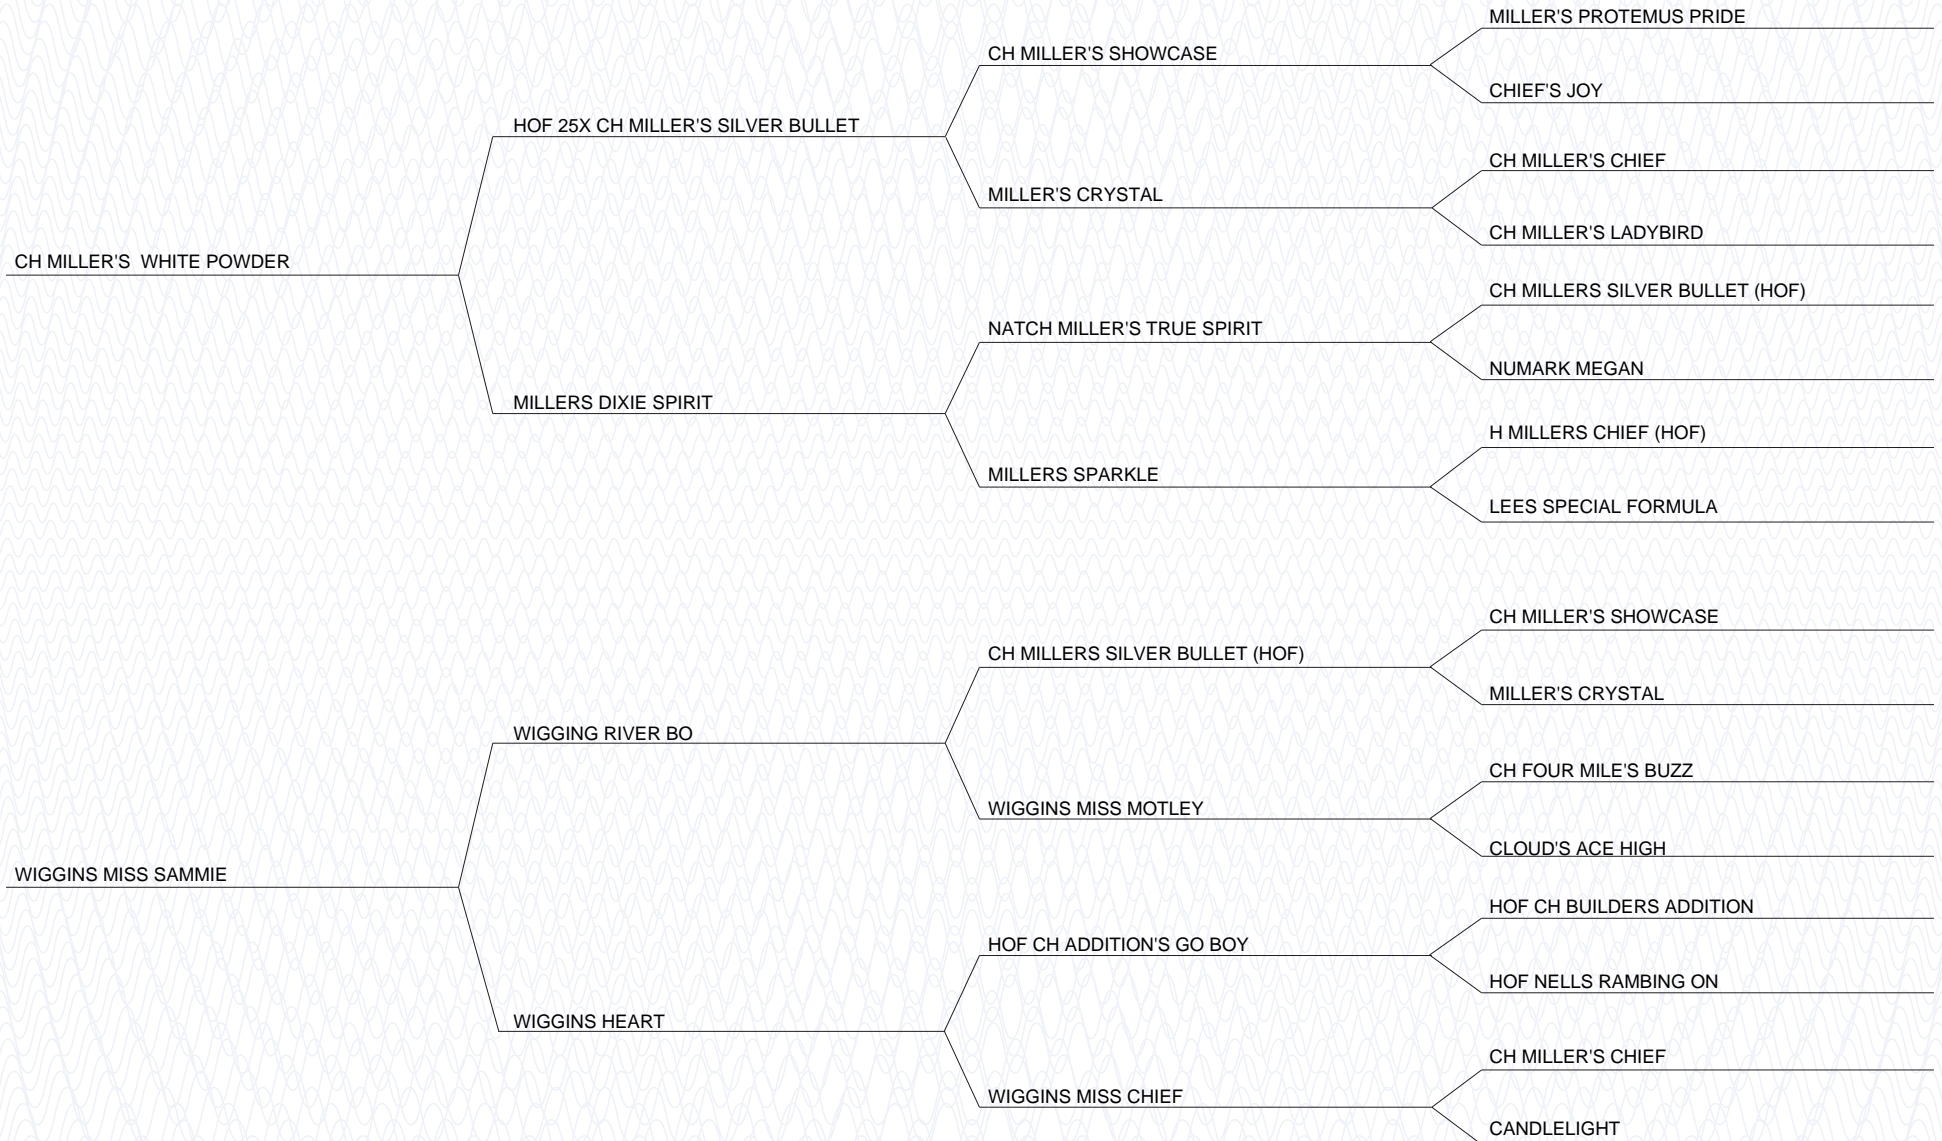 MILLER'S PROTEMUS PRIDE
CH MILLER'S SHOWCASE
CHIEF'S JOY
HOF 25X CH MILLER'S SILVER BULLET
CH MILLER'S CHIEF
MILLER'S CRYSTAL
CH MILLER'S LADYBIRD
CH MILLER'S  WHITE POWDER
CH MILLERS SILVER BULLET (HOF)
NATCH MILLER'S TRUE SPIRIT
NUMARK MEGAN
MILLERS DIXIE SPIRIT
H MILLERS CHIEF (HOF)
MILLERS SPARKLE
LEES SPECIAL FORMULA
CH MILLER'S SHOWCASE
CH MILLERS SILVER BULLET (HOF)
MILLER'S CRYSTAL
WIGGING RIVER BO
CH FOUR MILE'S BUZZ
WIGGINS MISS MOTLEY
CLOUD'S ACE HIGH
WIGGINS MISS SAMMIE
HOF CH BUILDERS ADDITION
HOF CH ADDITION'S GO BOY
HOF NELLS RAMBING ON
WIGGINS HEART
CH MILLER'S CHIEF
WIGGINS MISS CHIEF
CANDLELIGHT